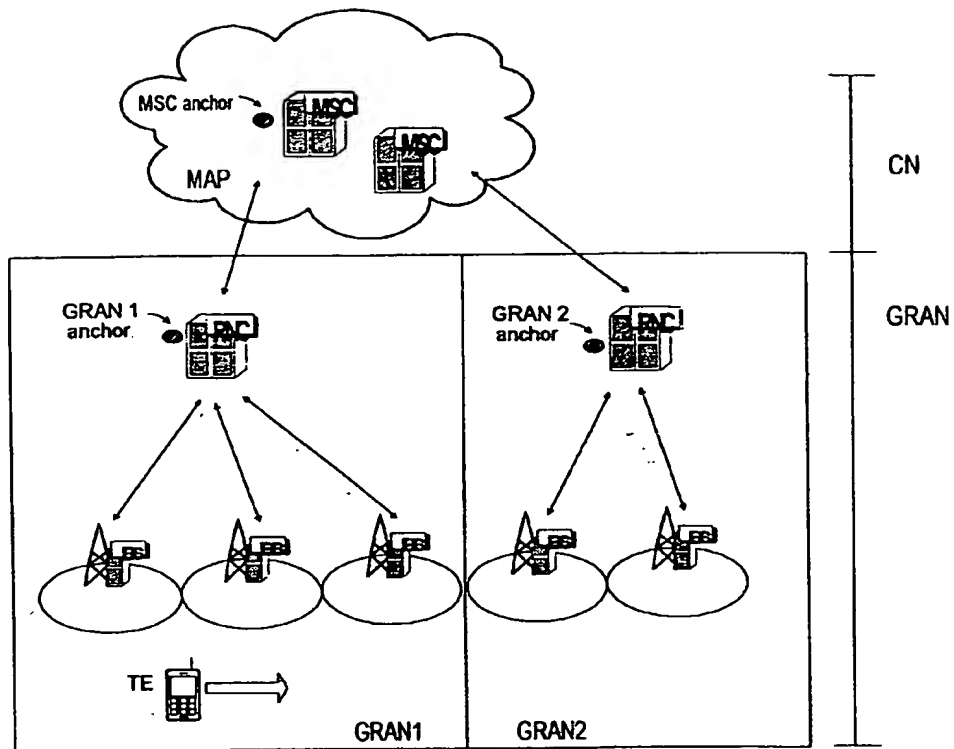 MSC anchor
MSC
MSC
MAP
CN
GRAN 1
anchor.
RNC
GRAN 2
anchor
RNC
GRAN
BS
BS
BS
BS
BS
TE
GRAN1
GRAN2